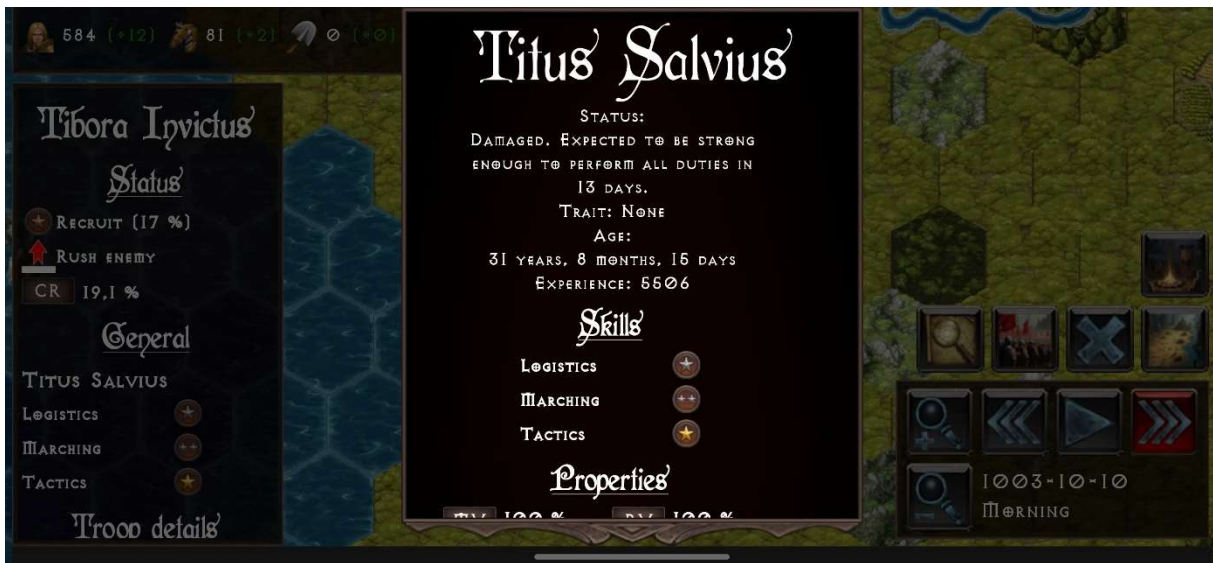 584 (+12) 81 (+2) 0 (+0)
Tibora Invictus
Status
Recruit (17 %)
Rush enemy
CR 19,1 %
General
Titus Salvius
Logistics
Marching
Tactics
Troop details
Titus Salvius
Status:
Damaged. Expected to be strong
enough to perform all duties in
13 days.
Trait: None
Age:
31 years, 8 months, 15 days
Experience: 5506
Skills
Logistics
Marching
Tactics
Properties
100 % 100 %
1003-10-10
Morning